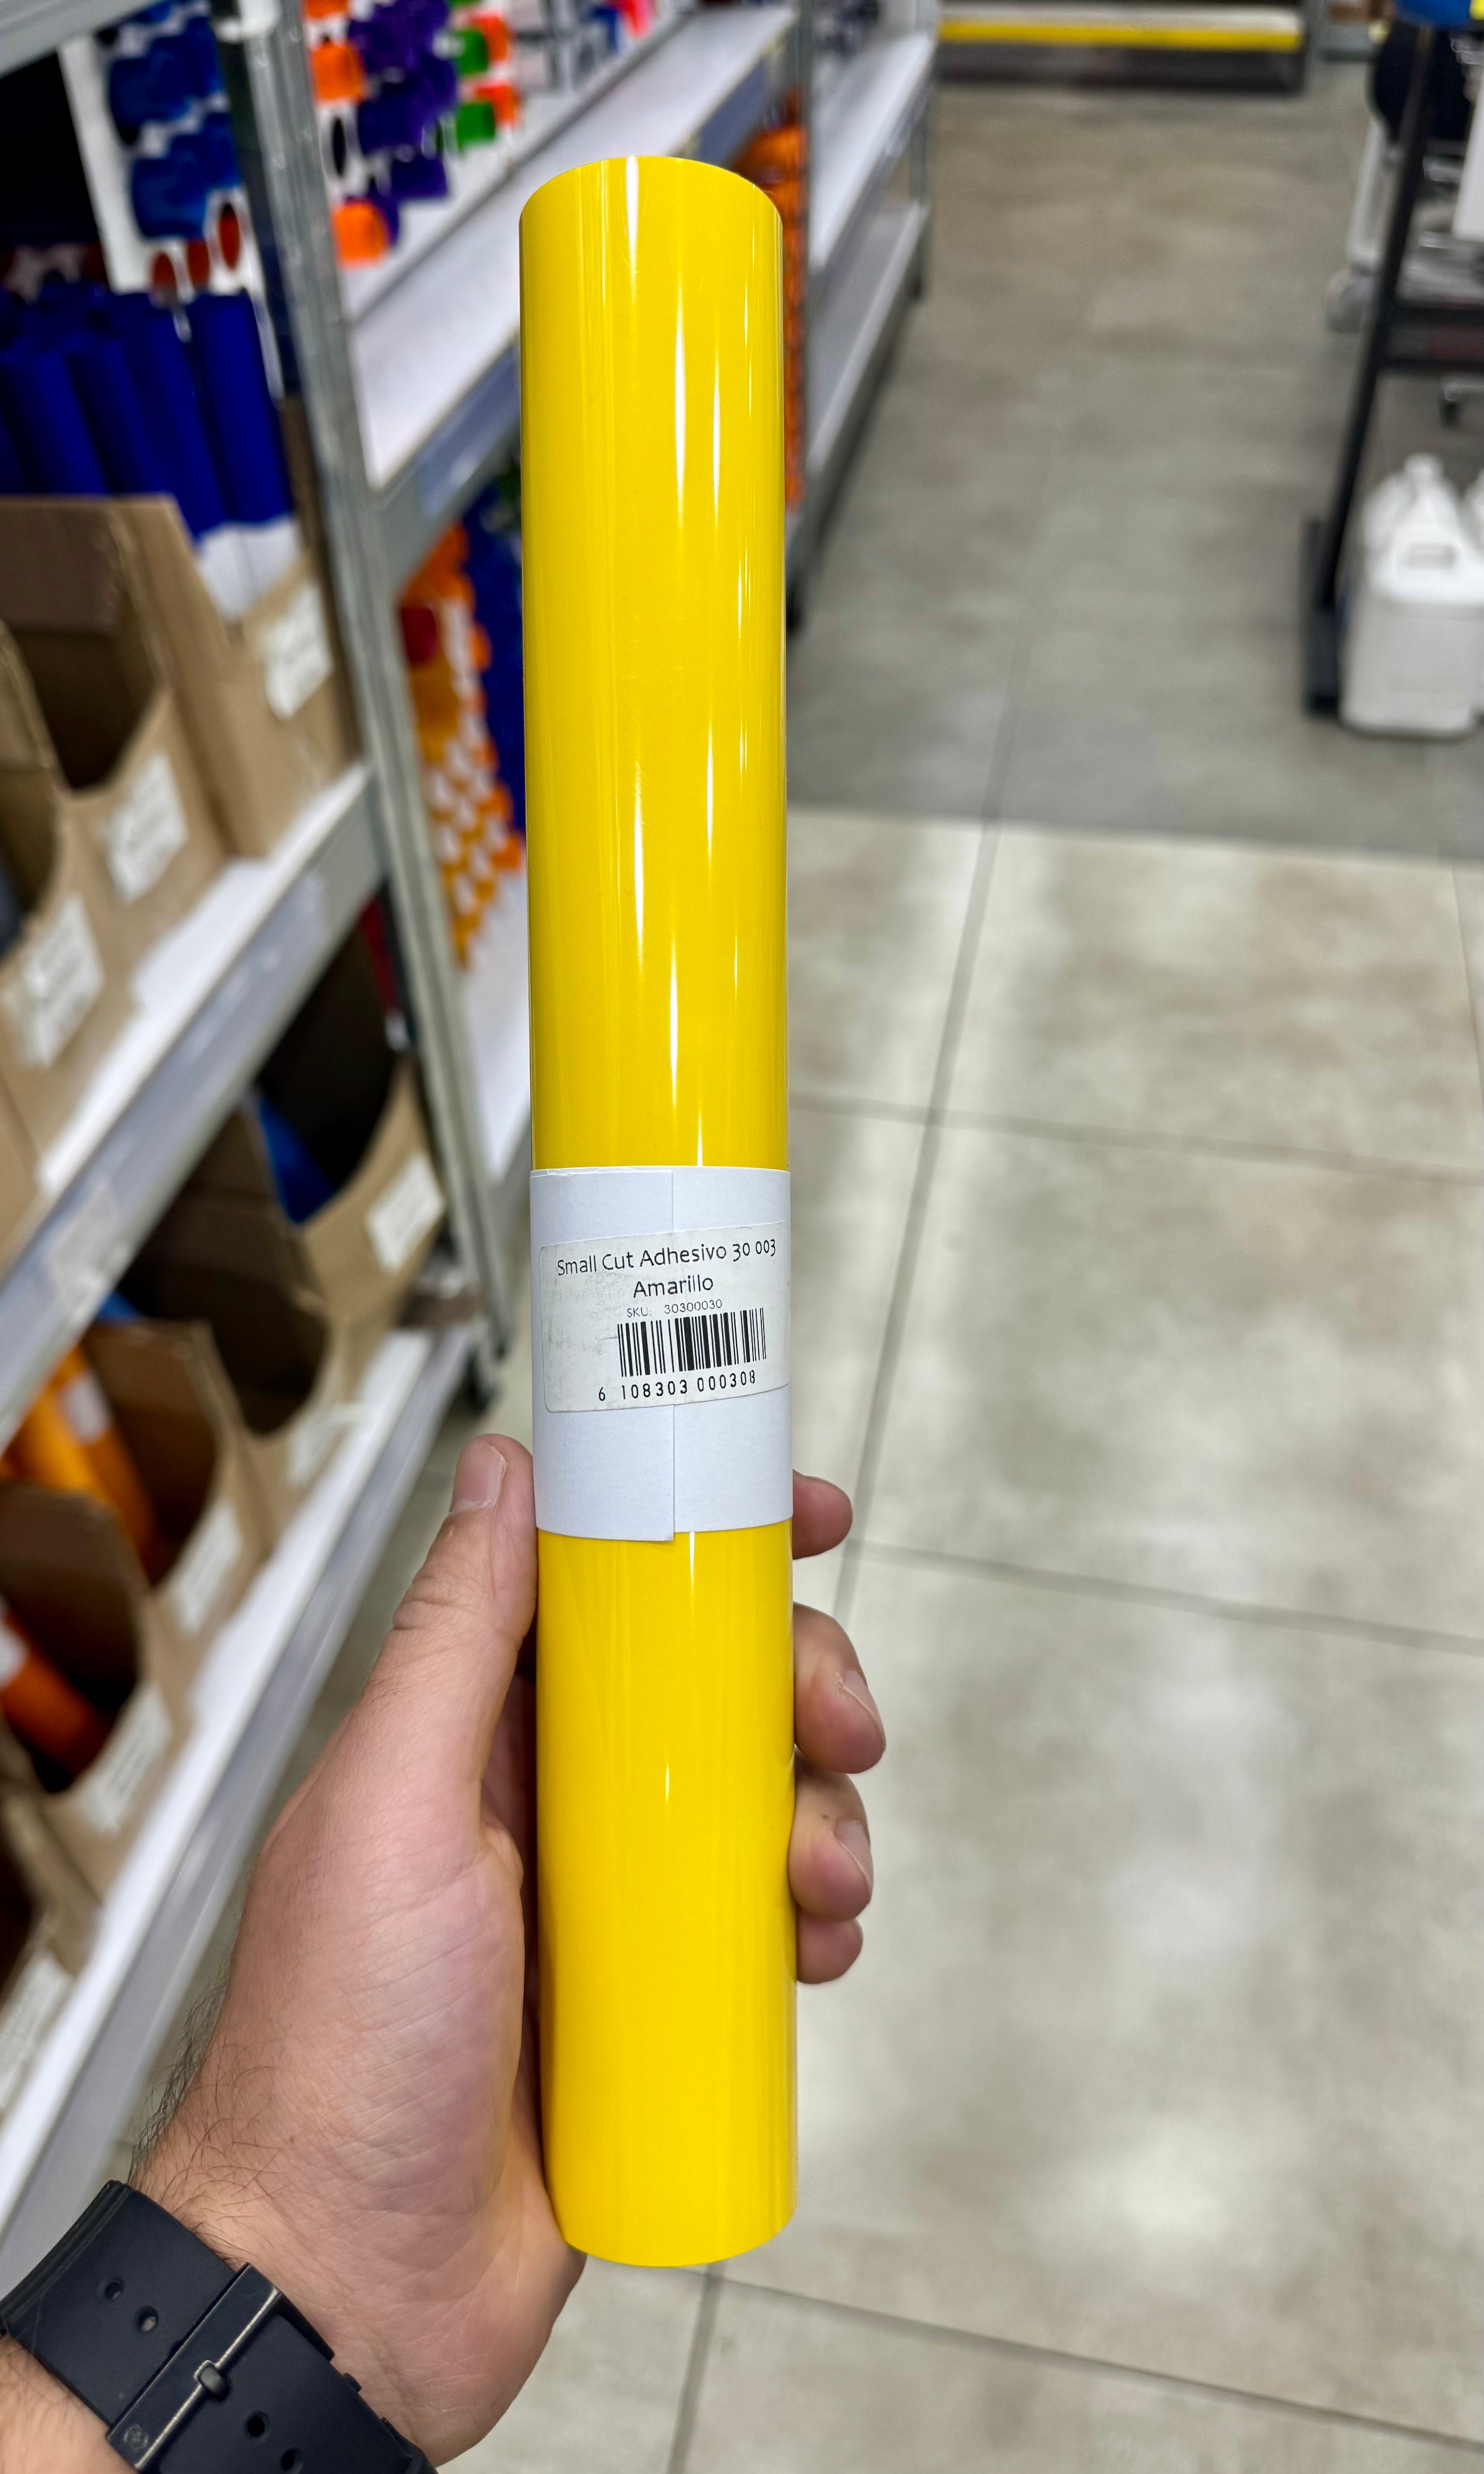 Small Cut Adhesivo 30 003
Amarillo
SKU: 30300030
6 108303 000308